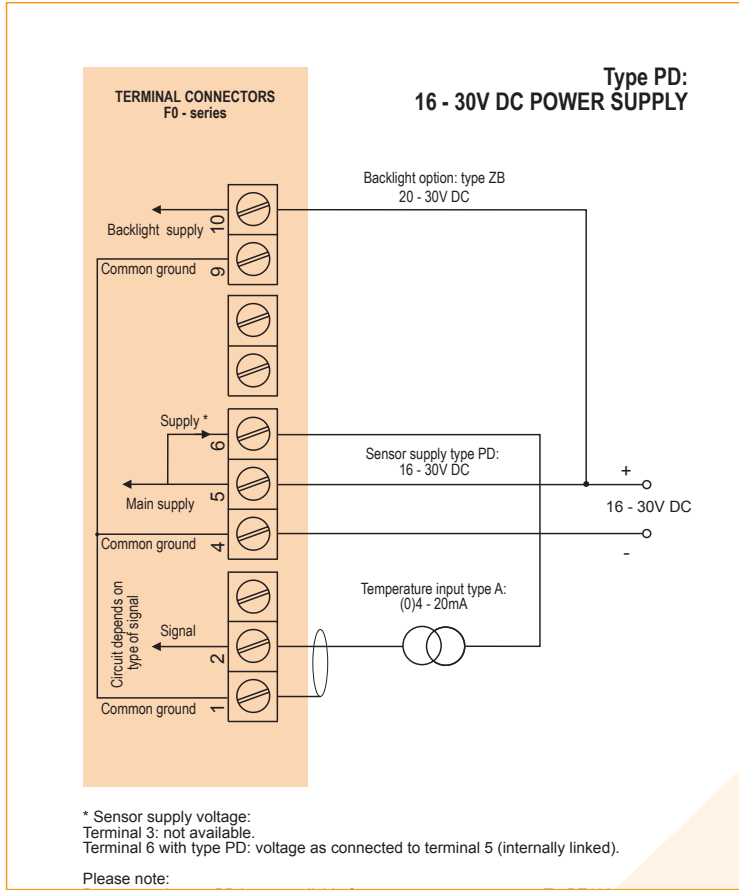 Type PD:
16 - 30V DC POWER SUPPLY
TERMINAL CONNECTORS
F0 - series
Backlight option: type ZB
20 - 30V DC
10
Backlight supply
9
Common ground
Supply *
6
Sensor supply type PD:
16 - 30V DC
5
Main supply
+
16 - 30V DC
-
4
Common ground
Temperature input type A:
(0)4 - 20mA
Circuit depends on
type of signal
Signal
2
1
Common ground
* Sensor supply voltage:
Terminal 3: not available.
Terminal 6 with type PD: voltage as connected to terminal 5 (internally linked).
Please note: